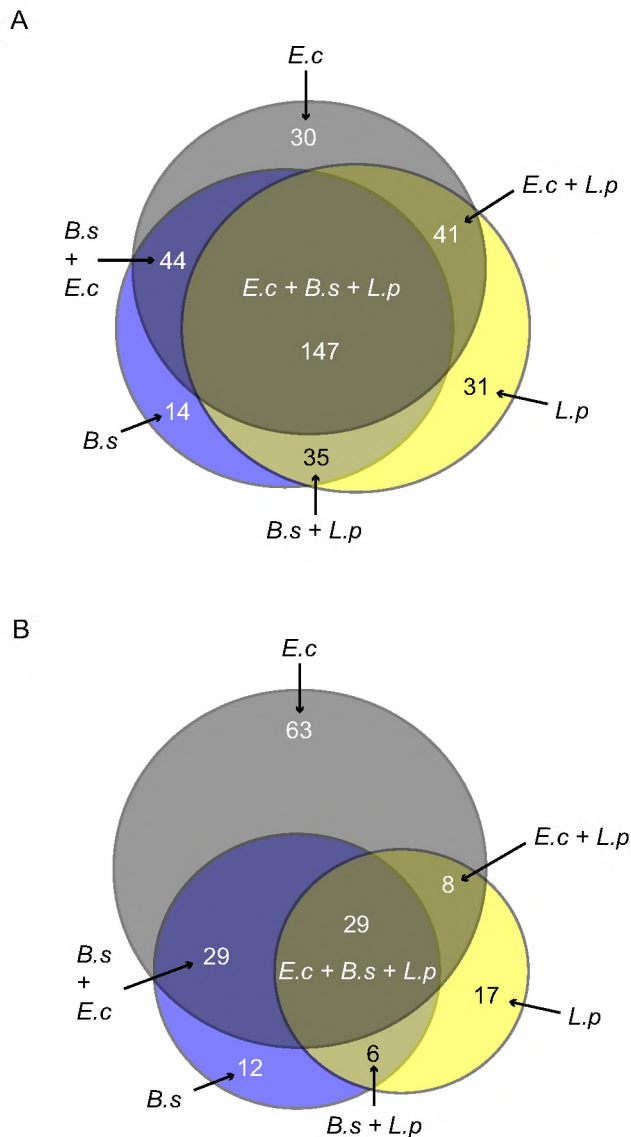 A
E.c
30
E.c + L.p
41
B.s
+
E.c
44
E.c + B.s + L.p
147
31
L.p
14
B.s
35
B.s + L.p
B
E.c
63
E.c + L.p
8
29
B.s
+
E.c
29
E.c + B.s + L.p
17
L.p
6
12
B.s
B.s + L.p